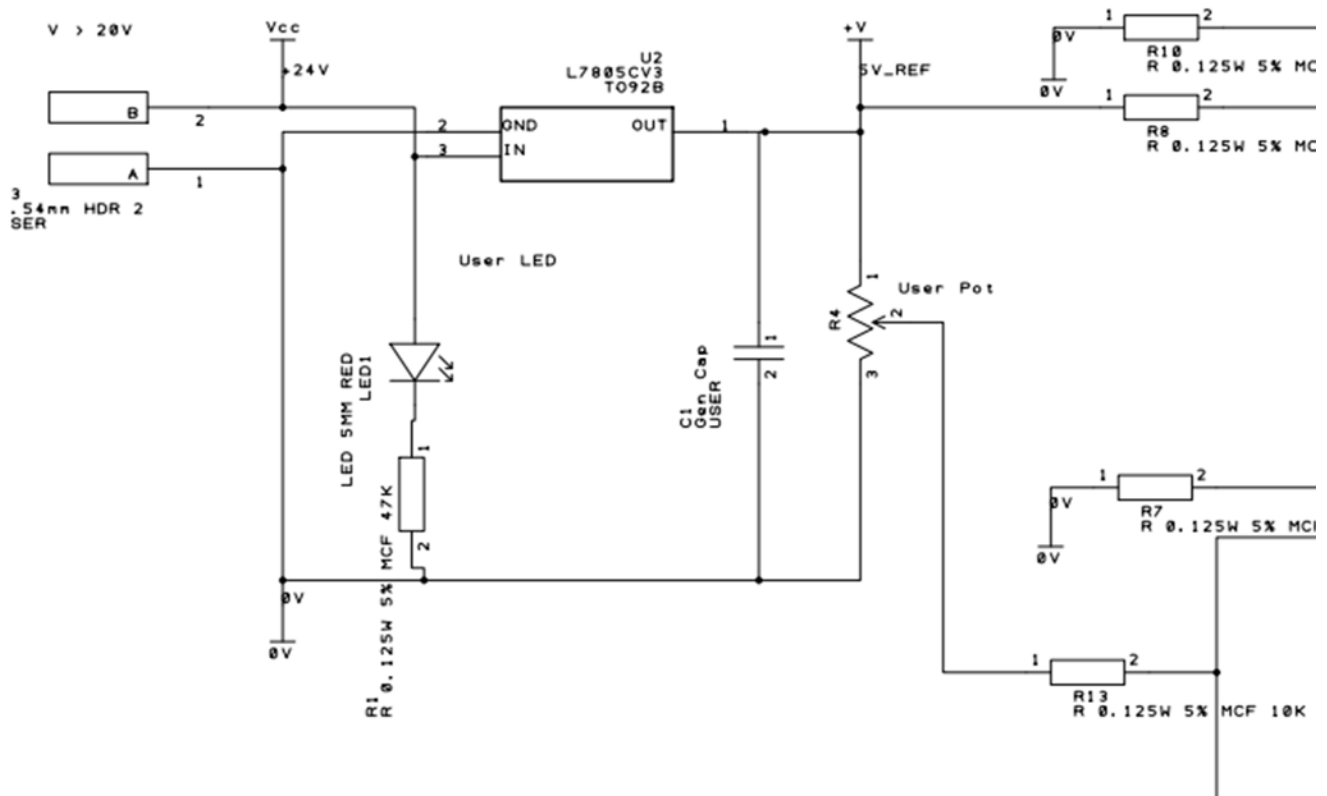 V > 20V
Vcc
+24V
B
2
A
1
3
.54mm HDR 2
SER
U2
L7805CV3
TO92B
2
GND
OUT
1
3
IN
+V
5V_REF
1
2
0V
R10
R 0.125W 5% MC
0V
1
2
R8
R 0.125W 5% MC
User LED
LED 5MM RED
LED1
1
2
R1
R 0.125W 5% MCF 47K
C1
Gen Cap
USER
1
2
R4
1
2
3
User Pot
0V
0V
1
2
0V
R7
R 0.125W 5% MC
0V
1
2
R13
R 0.125W 5% MCF 10K